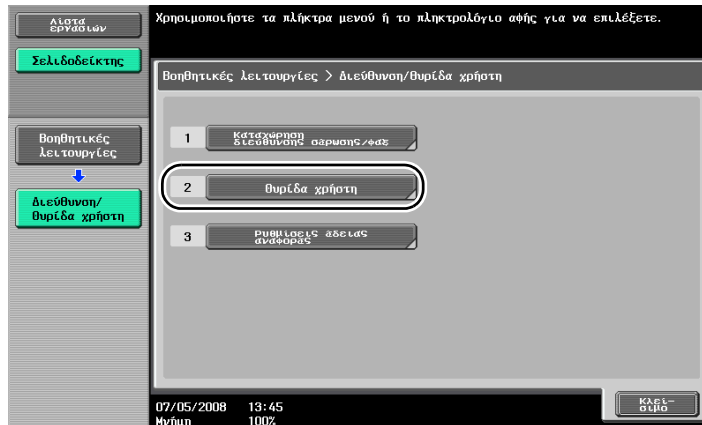 Λίστα
εργασιών
Χρησιμοποιήστε τα πλήκτρα μενού ή το πληκτρολόγιο αφής για να επιλέξετε.
Σελιδοδείκτης
Βοηθητικές λειτουργίες > Διεύθυνση/θυρίδα χρήστη
Βοηθητικές
λειτουργίες
1 Καταχώρηση
διεύθυνσης σάρωσης/φαξ
2 θυρίδα χρήστη
Διεύθυνση/
θυρίδα χρήστη
3 Ρυθμίσεις άδειας
αναφοράς
Κλεί-
σιμο
07/05/2008 13:45
Μνήμη 100%